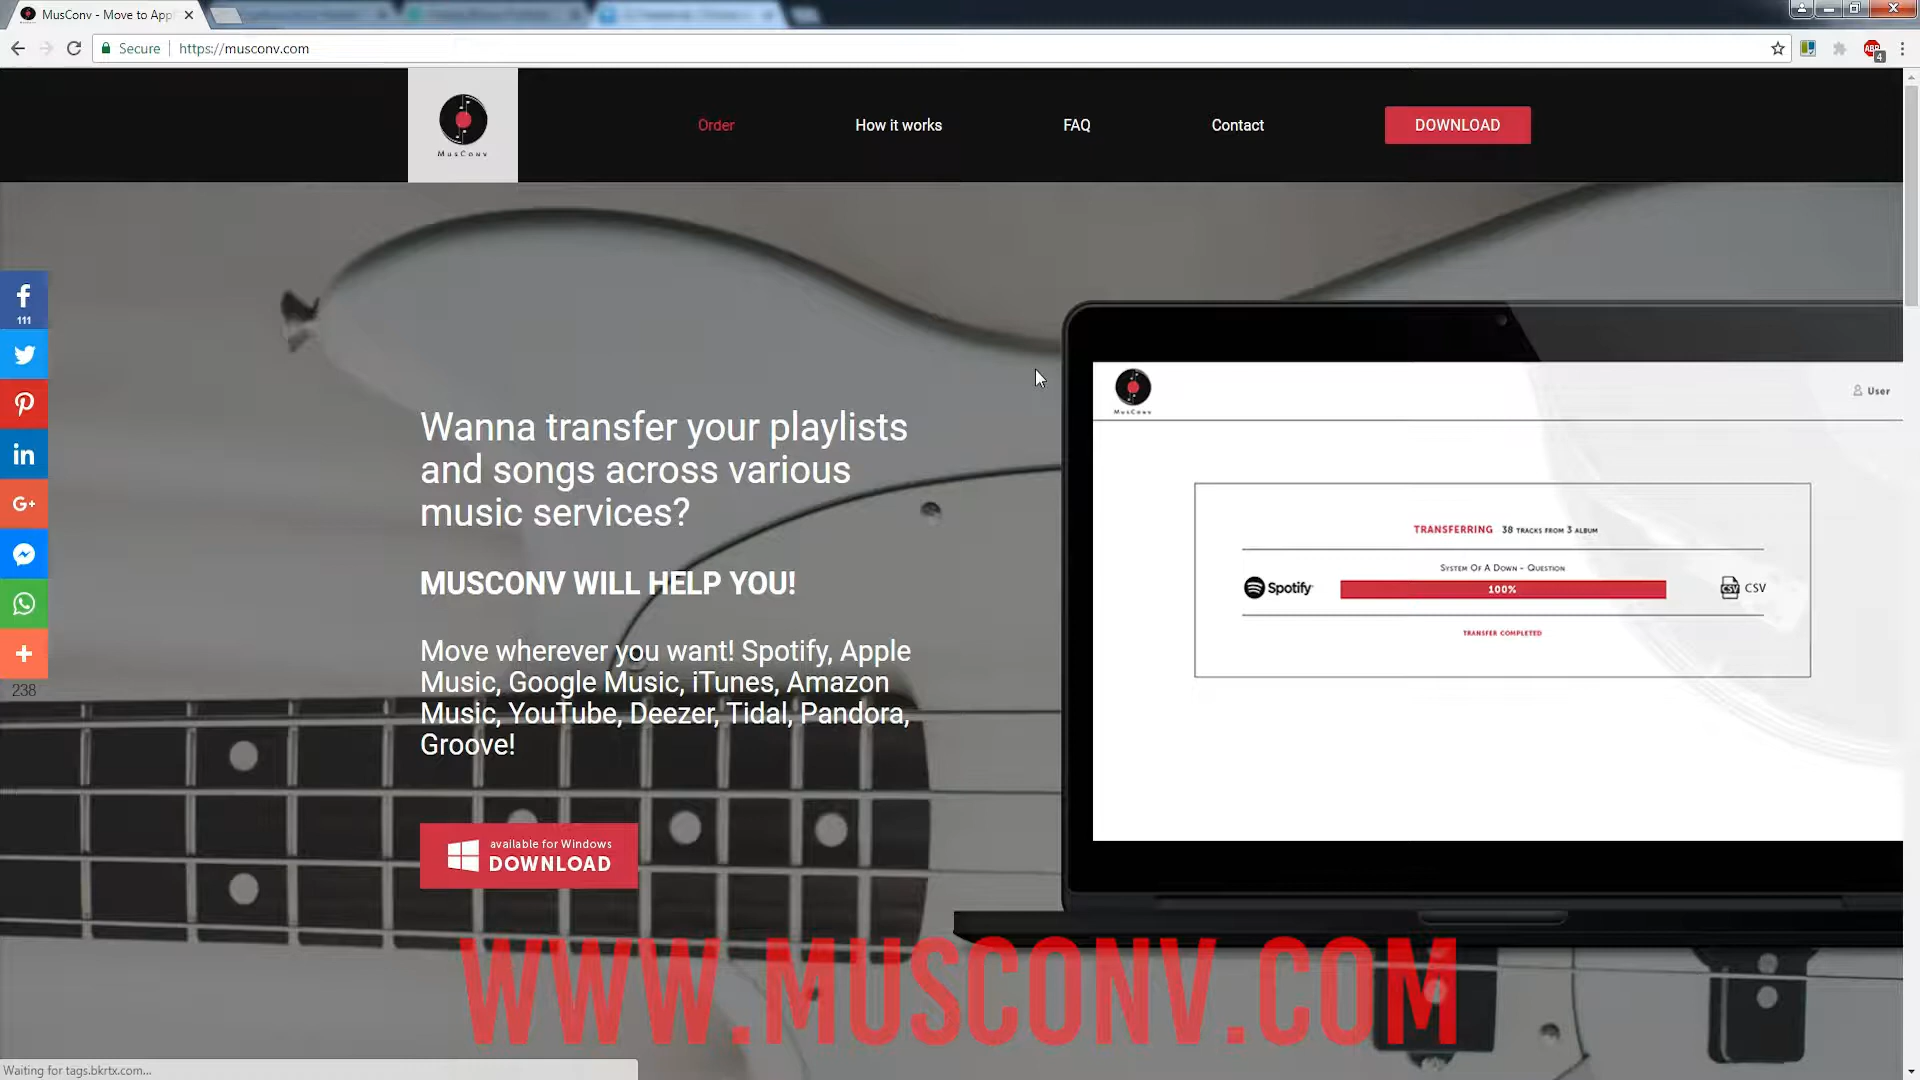 MusConv - Move to App
Secure
https://musconv.com
4
MusConv
Order
How it works
FAQ
Contact
DOWNLOAD
111
238
Wanna transfer your playlists
and songs across various
music services?
MUSCONV WILL HELP YOU!
Move wherever you want! Spotify, Apple
Music, Google Music, iTunes, Amazon
Music, YouTube, Deezer, Tidal, Pandora,
Groove!
available for Windows
DOWNLOAD
MusConv
User
TRANSFERRING 38 TRACKS FROM 3 ALBUM
System Of A Down - Question
Spotify
100%
CSV CSV
TRANSFER COMPLETED
WWW.MUSCONV.COM
Waiting for tags.bkrtx.com...